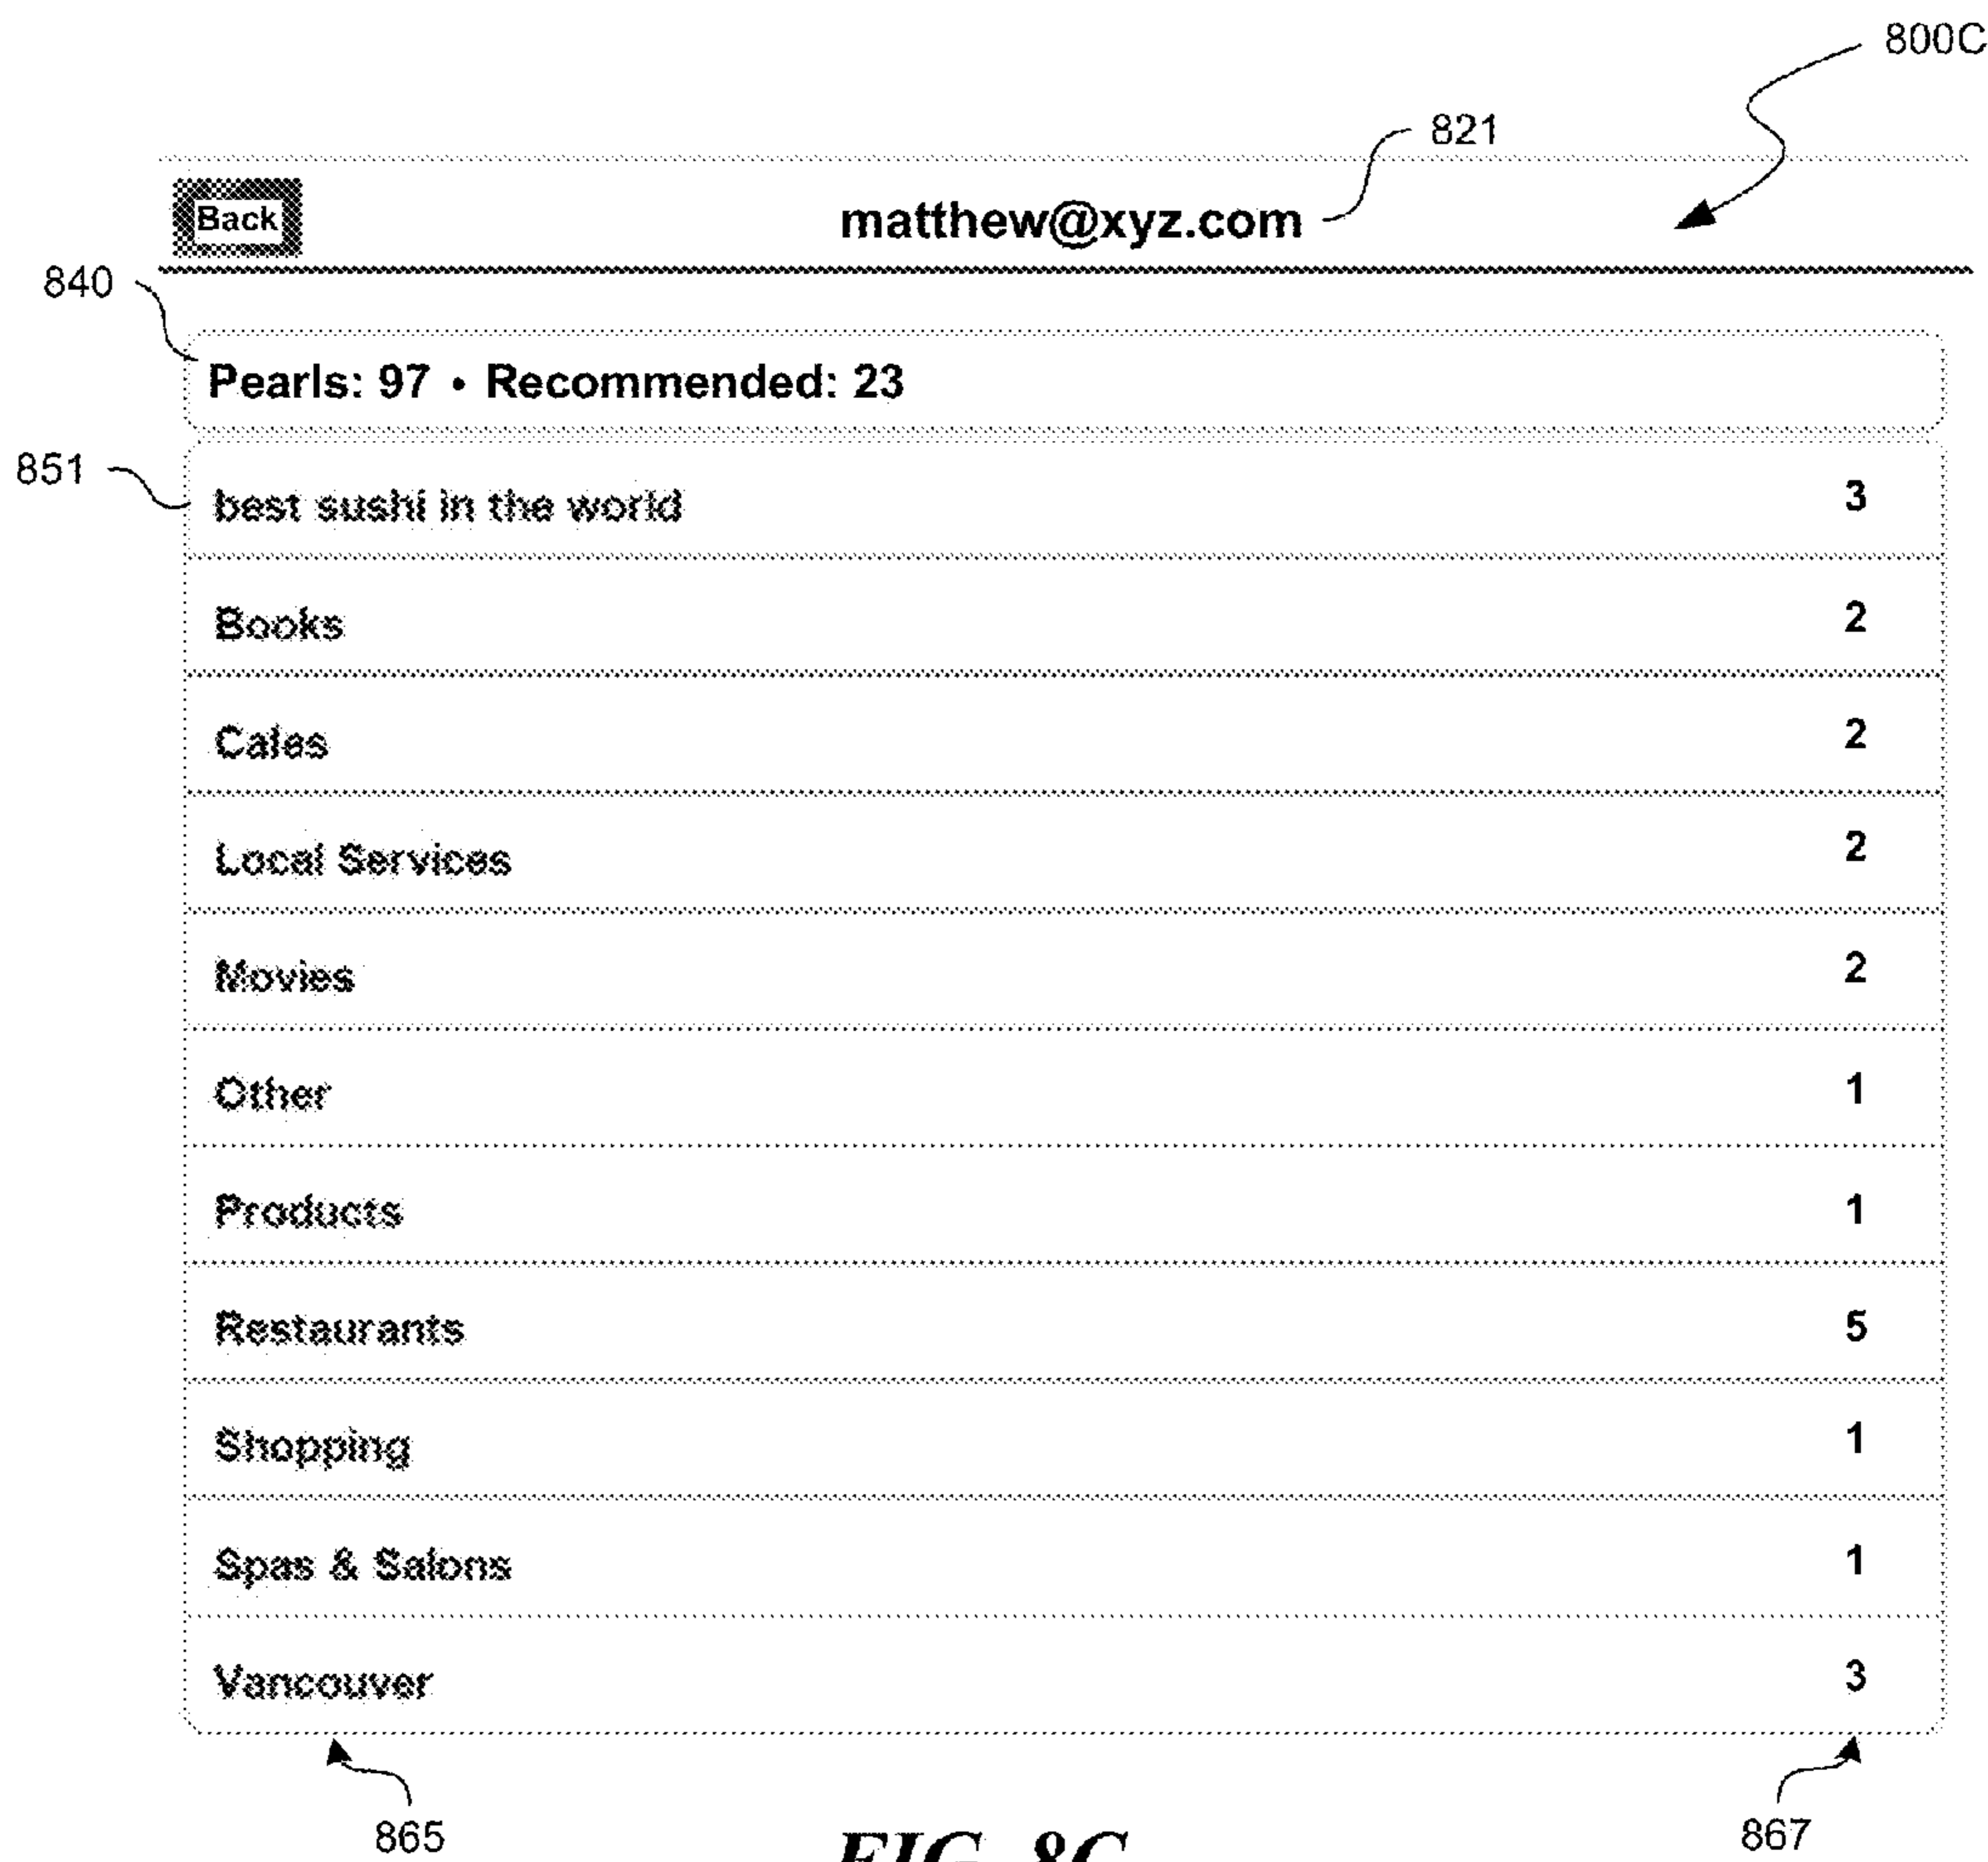 800C
821
Back
matthew@xyz.com
840
Pearls: 97 • Recommended: 23
851
best sushi in the world 3
Books 2
Cafes 2
Local Services 2
Movies 2
Other 1
Products 1
Restaurants 5
Shopping 1
Spas & Salons 1
Vancouver 3
865
867
FIG. 8C